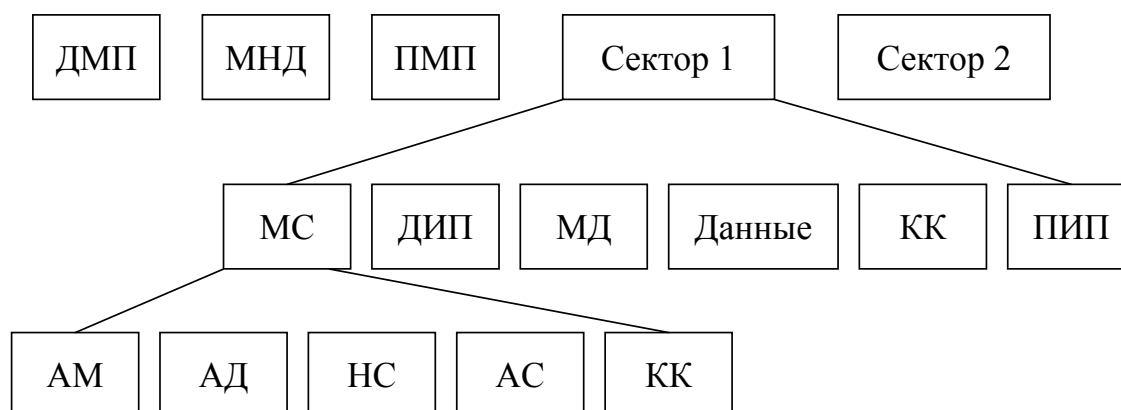 ДМП МНД ПМП Сектор 1 Сектор 2
МС ДИП МД Данные КК ПИП
АМ АД НС АС КК